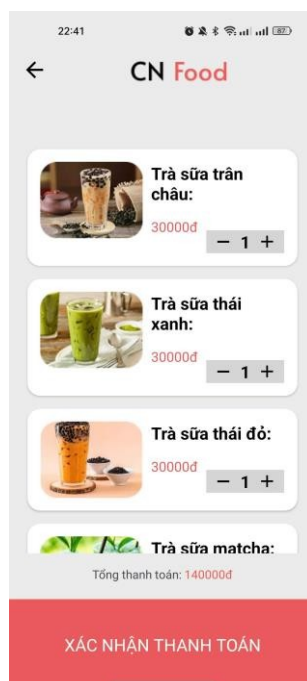 22:41
87
CN Food
Trà sữa trân
châu:
30000đ
− 1 +
Trà sữa thái
xanh:
30000đ
− 1 +
Trà sữa thái đỏ:
30000đ
− 1 +
Trà sữa matcha:
Tổng thanh toán: 140000đ
XÁC NHẬN THANH TOÁN